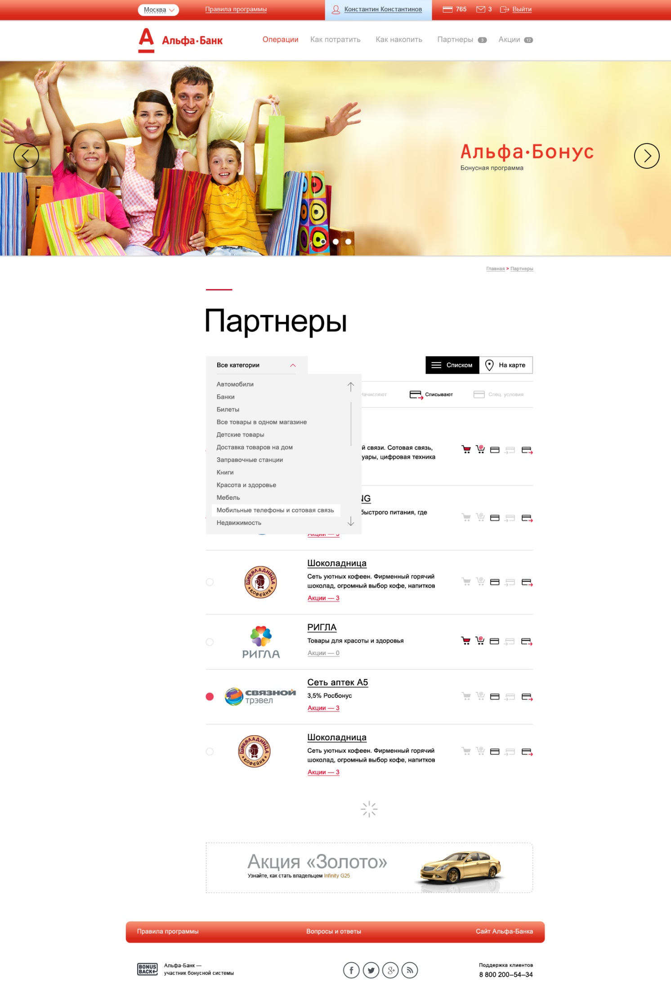 Москва
Правила программы
Константин Константинов
765
3
Выйти
Альфа·Банк
Операции
Как потратить
Как накопить
Партнеры 3
Акции 12
Альфа·Бонус
Бонусная программа
Главная > Партнеры
Партнеры
Все категории
Списком
На карте
Автомобили
Банки
Билеты
Все товары в одном магазине
Детские товары
Доставка товаров на дом
Заправочные станции
Книги
Красота и здоровье
Мебель
Мобильные телефоны и сотовая связь
Недвижимость
Начисляют
Списывают
Спец. условия
й связи. Сотовая связь,
уары, цифровая техника
NG
быстрого питания, где
Акции — 3
ШОКОЛАДНИЦА
КОФЕЙНЯ
Шоколадница
Сеть уютных кофеен. Фирменный горячий
шоколад, огромный выбор кофе, напитков
Акции — 3
РИГЛА
РИГЛА
Товары для красоты и здоровья
Акции — 0
СВЯЗНОЙ
трэвел
Сеть аптек А5
3,5% Росбонус
Акции — 3
ШОКОЛАДНИЦА
КОФЕЙНЯ
Шоколадница
Сеть уютных кофеен. Фирменный горячий
шоколад, огромный выбор кофе, напитков
Акции — 3
Акция «Золото»
Узнайте, как стать владельцем Infinity G25
Правила программы
Вопросы и ответы
Сайт Альфа-Банка
BONUS
BACK
Альфа-Банк —
участник бонусной системы
Поддержка клиентов
8 800 200–54–34